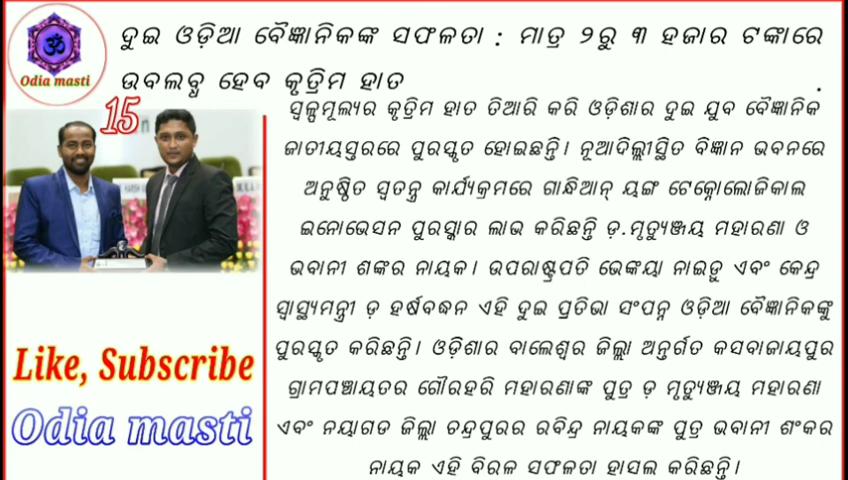 ଦୁଇ ଓଡ଼ିଆ ବୈଜ୍ଞାନିକଙ୍କ ସଫଳତା : ମାତ୍ର ୨ରୁ ୩ ହଜାର ଟଙ୍କାରେ
ଉବଲବ୍ଧ ହେବ କୃତ୍ରିମ ହାତ .
Odia masti
15
ସ୍ୱଳ୍ପମୂଲ୍ୟର କୃତ୍ରିମ ହାତ ତିଆରି କରି ଓଡ଼ିଶାର ଦୁଇ ଯୁବ ବୈଜ୍ଞାନିକ
ଜାତୀୟସ୍ତରରେ ପୁରସ୍କୃତ ହୋଇଛନ୍ତି। ନୂଆଦିଲ୍ଲୀସ୍ଥିତ ବିଜ୍ଞାନ ଭବନରେ
ଅନୁଷ୍ଠିତ ସ୍ୱତନ୍ତ୍ର କାର୍ଯ୍ୟକ୍ରମରେ ଗାନ୍ଧିଆନ୍ ୟଙ୍ଗ ଟେକ୍ନୋଲୋଜିକାଲ
ଇନୋଭେସନ ପୁରସ୍କାର ଲାଭ କରିଛନ୍ତି ଡ଼.ମୃତ୍ୟୁଞ୍ଜୟ ମହାରଣା ଓ
ଭବାନୀ ଶଙ୍କର ନାୟକ। ଉପରାଷ୍ଟ୍ରପତି ଭେଙ୍କୟା ନାଇଡୁ ଏବଂ କେନ୍ଦ୍ର
ସ୍ୱାସ୍ଥ୍ୟମନ୍ତ୍ରୀ ଡ଼ ହର୍ଷବର୍ଦ୍ଧନ ଏହି ଦୁଇ ପ୍ରତିଭା ସଂପନ୍ନ ଓଡ଼ିଆ ବୈଜ୍ଞାନିକଙ୍କୁ
ପୁରସ୍କୃତ କରିଛନ୍ତି। ଓଡ଼ିଶାର ବାଲେଶ୍ୱର ଜିଲ୍ଲା ଅନ୍ତର୍ଗତ କସବାଜାୟପୁର
ଗ୍ରାମପଞ୍ଚାୟତର ଗୌରହରି ମହାରଣାଙ୍କ ପୁତ୍ର ଡ଼ ମୃତ୍ୟୁଞ୍ଜୟ ମହାରଣା
ଏବଂ ନୟାଗଡ ଜିଲ୍ଲା ଚନ୍ଦ୍ରପୁରର ରବିନ୍ଦ୍ର ନାୟକଙ୍କ ପୁତ୍ର ଭବାନୀ ଶଂକର
ନାୟକ ଏହି ବିରଳ ସଫଳତା ହାସଲ କରିଛନ୍ତି।
Like, Subscribe
Odia masti